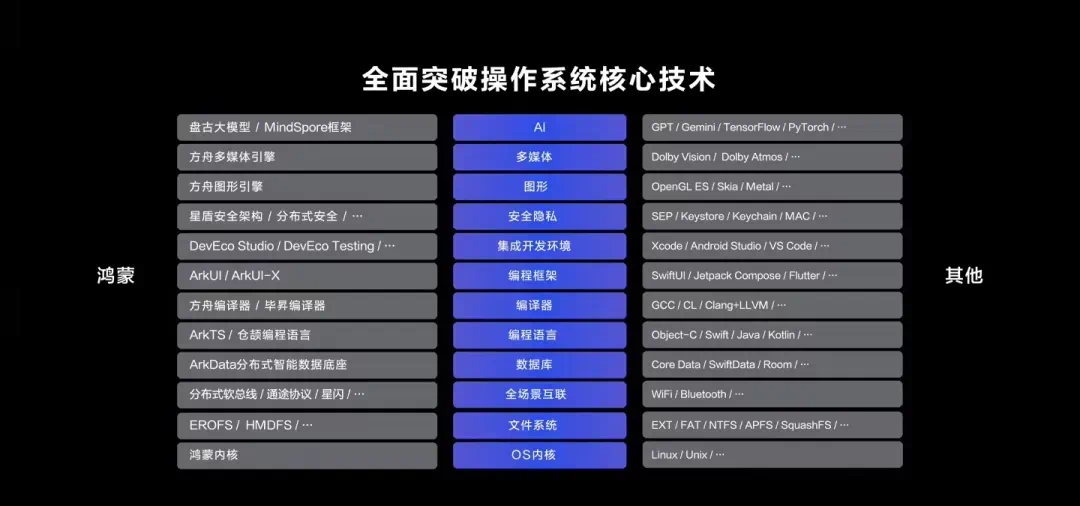 全面突破操作系统核心技术
盘古大模型 / MindSpore框架 AI GPT / Gemini / TensorFlow / PyTorch / ···
方舟多媒体引擎 多媒体 Dolby Vision / Dolby Atmos / ···
方舟图形引擎 图形 OpenGL ES / Skia / Metal / ···
星盾安全架构 / 分布式安全 / ··· 安全隐私 SEP / Keystore / Keychain / MAC / ···
DevEco Studio / DevEco Testing / ··· 集成开发环境 Xcode / Android Studio / VS Code / ···
鸿蒙 ArkUI / ArkUI-X 编程框架 SwiftUI / Jetpack Compose / Flutter / ··· 其他
方舟编译器 / 毕昇编译器 编译器 GCC / CL / Clang+LLVM / ···
ArkTS / 仓颉编程语言 编程语言 Object-C / Swift / Java / Kotlin / ···
ArkData分布式智能数据底座 数据库 Core Data / SwiftData / Room / ···
分布式软总线 / 通途协议 / 星闪 / ··· 全场景互联 WiFi / Bluetooth / ···
EROFS / HMDFS / ··· 文件系统 EXT / FAT / NTFS / APFS / SquashFS / ···
鸿蒙内核 OS内核 Linux / Unix / ···